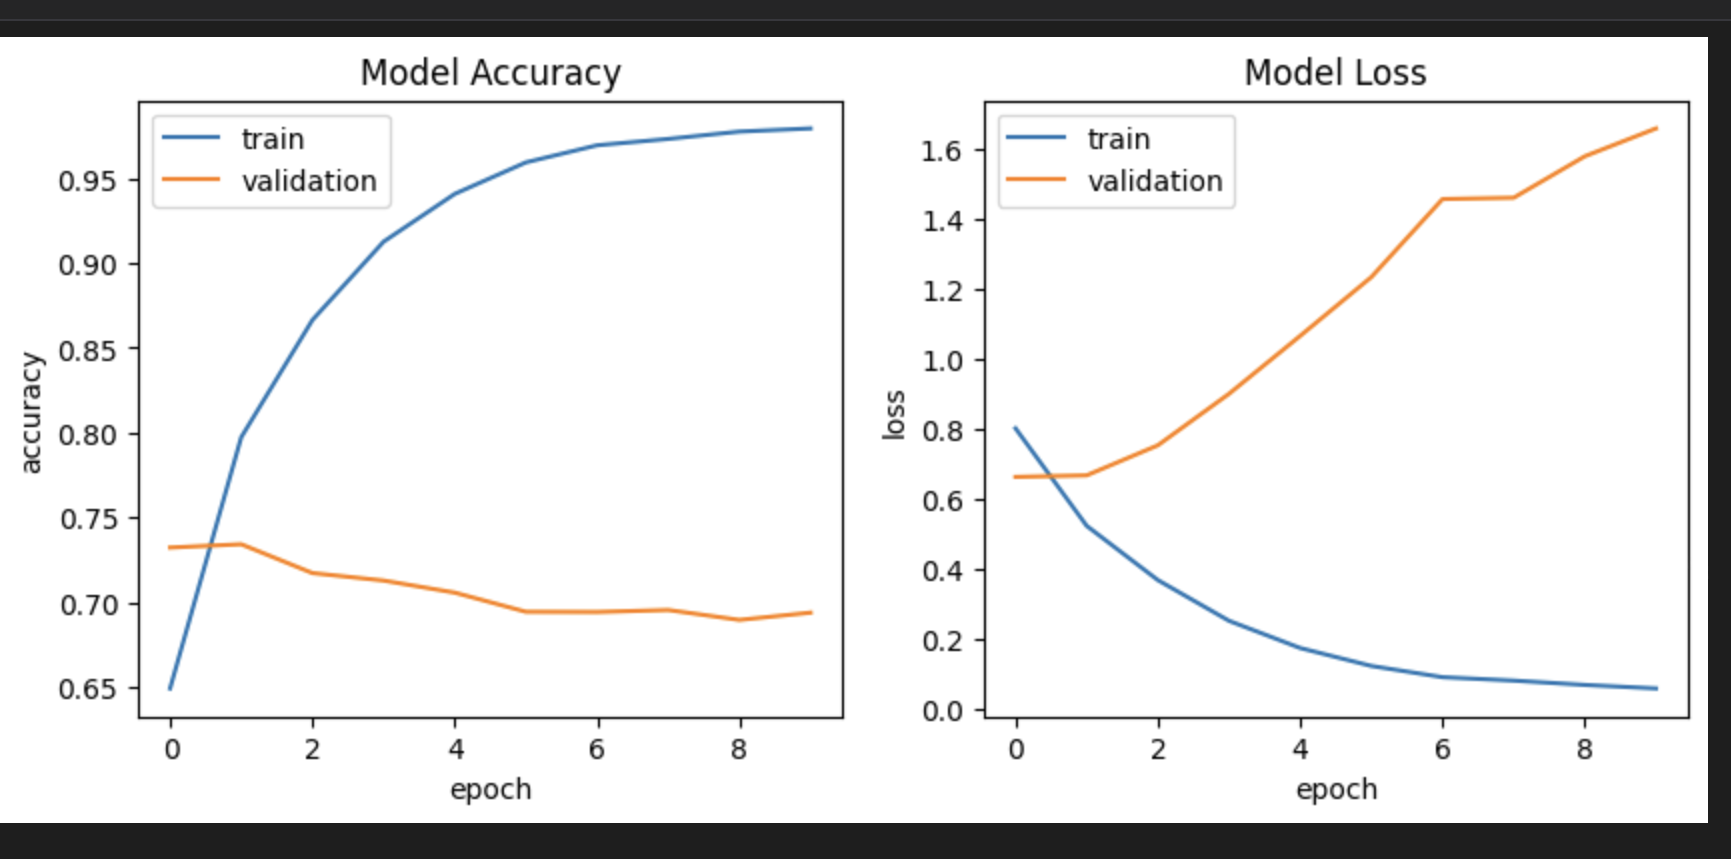 Model Accuracy
train
validation
0.95
0.90
0.85
0.80
0.75
0.70
0.65
accuracy
0 2 4 6 8
epoch
Model Loss
train
validation
1.6
1.4
1.2
1.0
0.8
0.6
0.4
0.2
0.0
loss
0 2 4 6 8
epoch